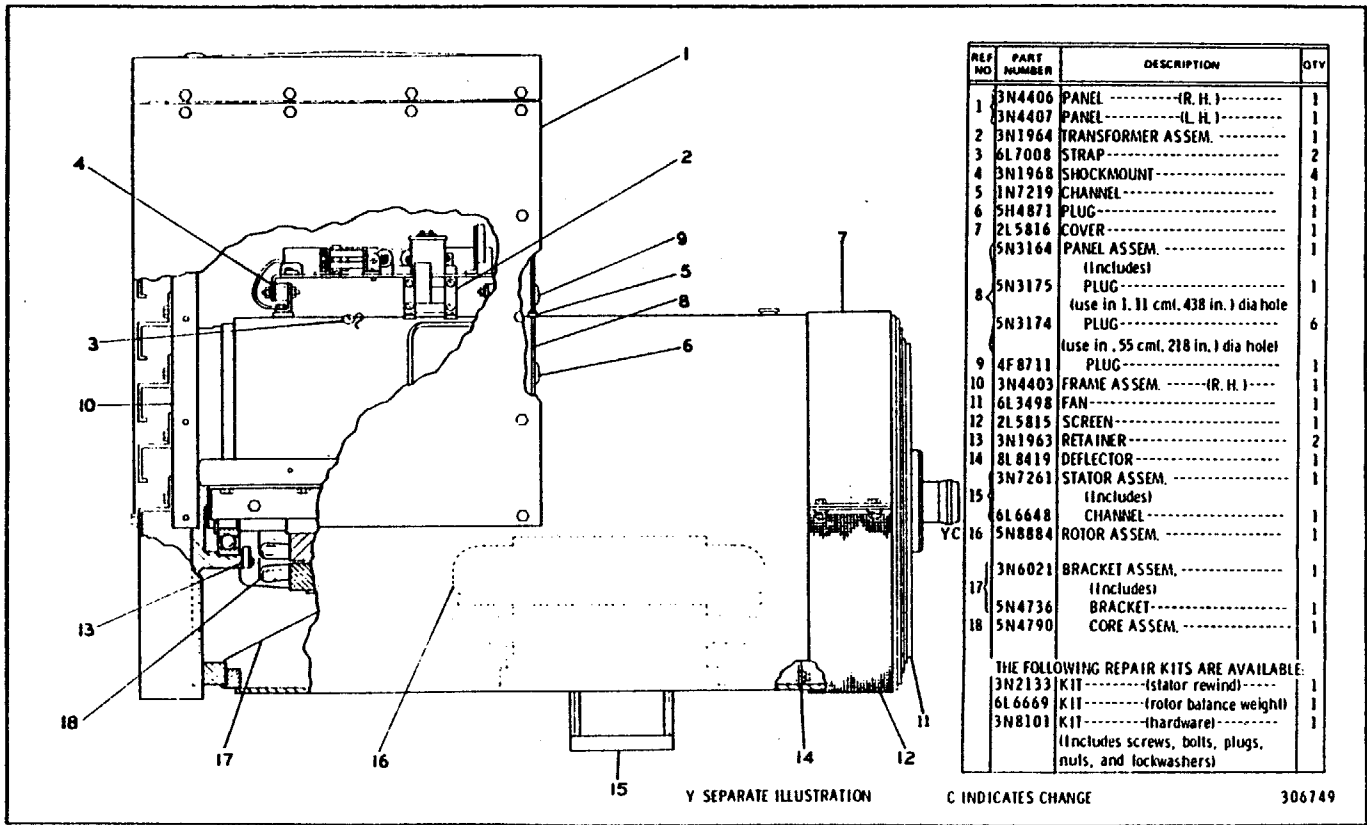 1
2
4
9
5
7
8
3
6
10
13
18
17
16
15
14
12
11
REF NO PART NUMBER DESCRIPTION QTY
1 3N4406 PANEL ---------(R. H. )-------- 1
3N4407 PANEL ---------(L. H. )-------- 1
2 3N1964 TRANSFORMER ASSEM. --------- 1
3 6L7008 STRAP------------------------- 2
4 3N1968 SHOCKMOUNT------------------ 4
5 1N7219 CHANNEL---------------------- 1
6 5H4871 PLUG-------------------------- 1
7 2L5816 COVER------------------------- 1
8 5N3164 PANEL ASSEM. ---------------- 1
(Includes)
5N3175 PLUG---------------------- 1
(use in 1. 11 cm(. 438 in. ) dia hole
5N3174 PLUG---------------------- 6
(use in . 55 cm(. 218 in. ) dia hole)
9 4F8711 PLUG---------------------- 1
10 3N4403 FRAME ASSEM. ------(R. H. )---- 1
11 6L3498 FAN--------------------------- 1
12 2L5815 SCREEN----------------------- 1
13 3N1963 RETAINER--------------------- 2
14 8L8419 DEFLECTOR-------------------- 1
15 3N7261 STATOR ASSEM. --------------- 1
(Includes)
6L6648 CHANNEL------------------ 1
YC 16 5N8884 ROTOR ASSEM. ---------------- 1
17 3N6021 BRACKET ASSEM. -------------- 1
(Includes)
5N4736 BRACKET------------------ 1
18 5N4790 CORE ASSEM. ------------- 1
THE FOLLOWING REPAIR KITS ARE AVAILABLE:
3N2133 KIT---------(stator rewind)----- 1
6L6669 KIT---------(rotor balance weight) 1
3N8101 KIT---------(hardware)-------- 1
(Includes screws, bolts, plugs,
nuts, and lockwashers)
Y SEPARATE ILLUSTRATION C INDICATES CHANGE 306749